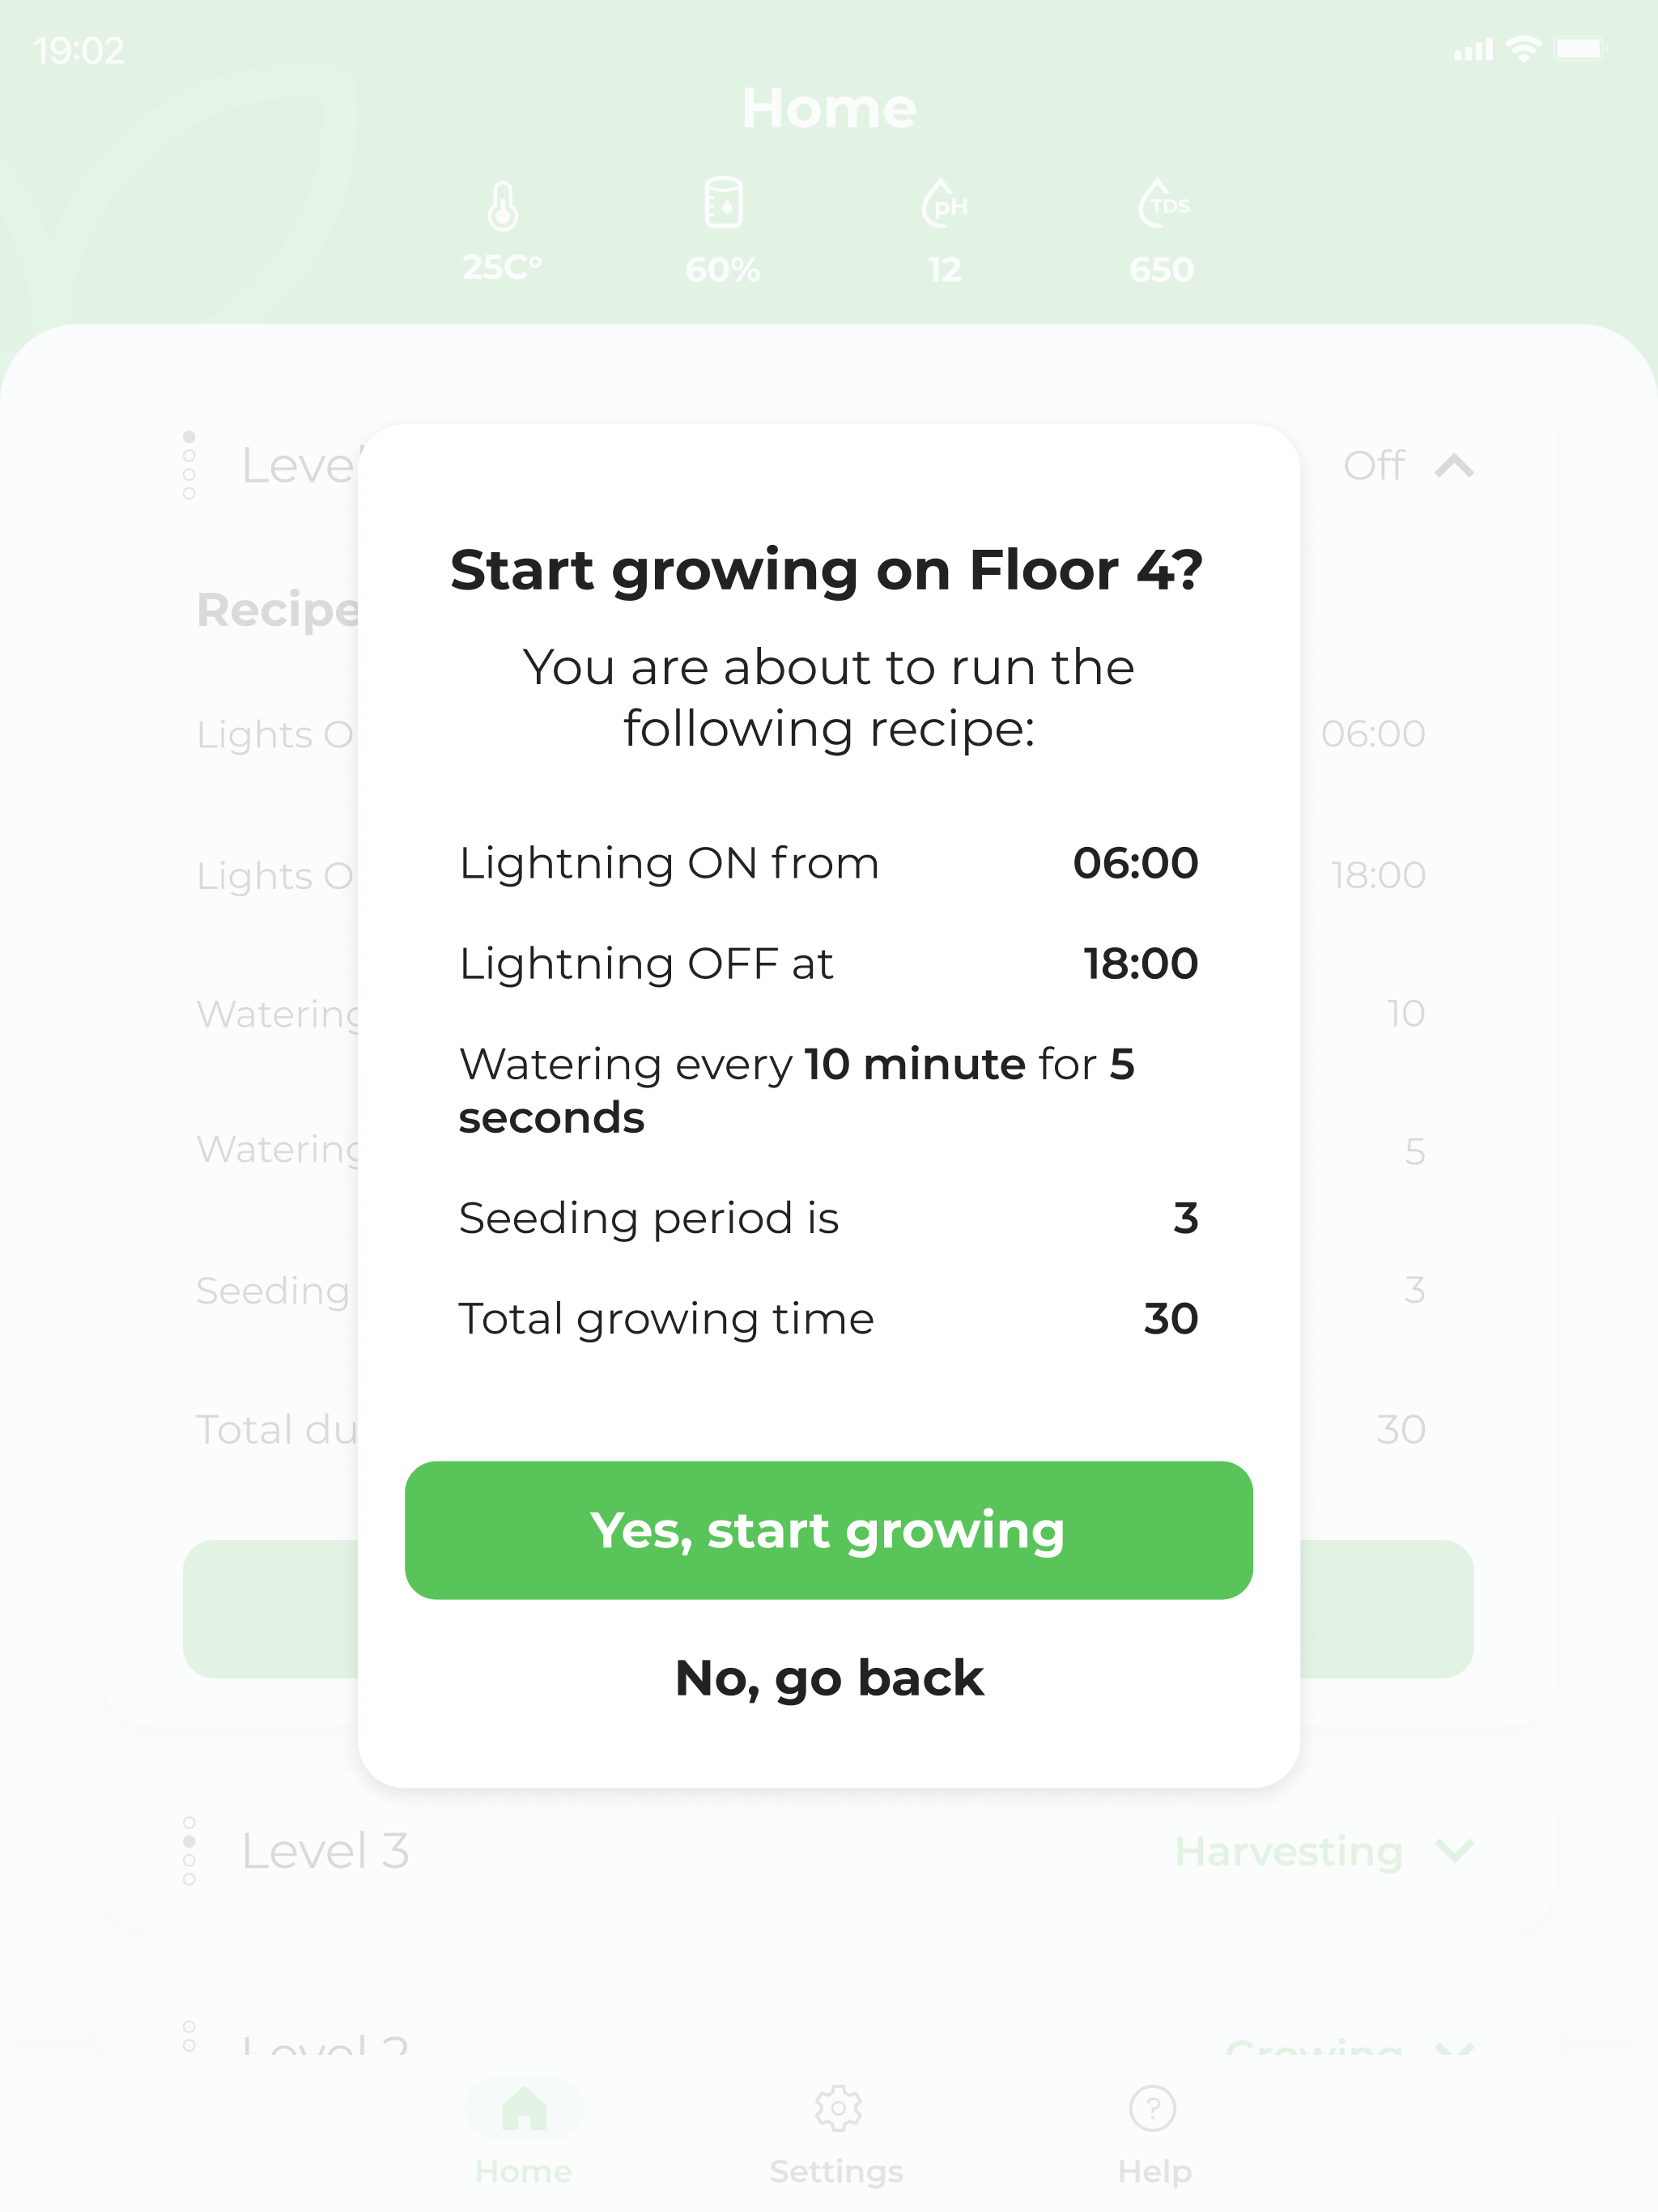 19:02
Home
pH
TDS
25C°
60%
12
650
Level
Off
Start growing on Floor 4?
Recipe
You are about to run the
following recipe:
Lights O
06:00
Lightning ON from 06:00
Lights O
18:00
Lightning OFF at 18:00
Watering
10
Watering every 10 minute for 5
seconds
Watering
5
Seeding period is 3
Seeding
3
Total growing time 30
Total du
30
Yes, start growing
No, go back
Level 3
Harvesting
Level 2
Growing
?
Home
Settings
Help